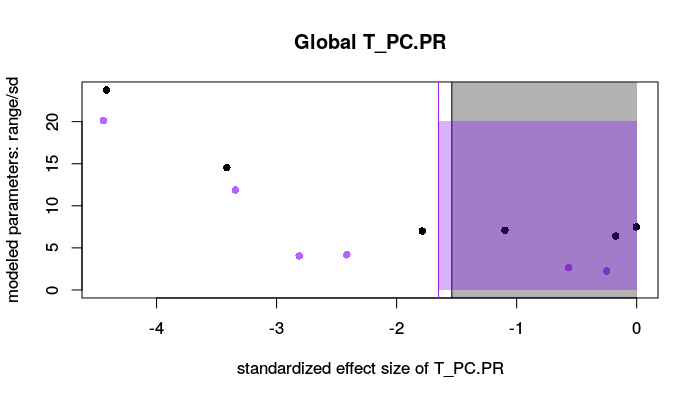 Global T_PC.PR
modeled parameters: range/sd
20
15
10
5
0
-4 -3 -2 -1 0
standardized effect size of T_PC.PR